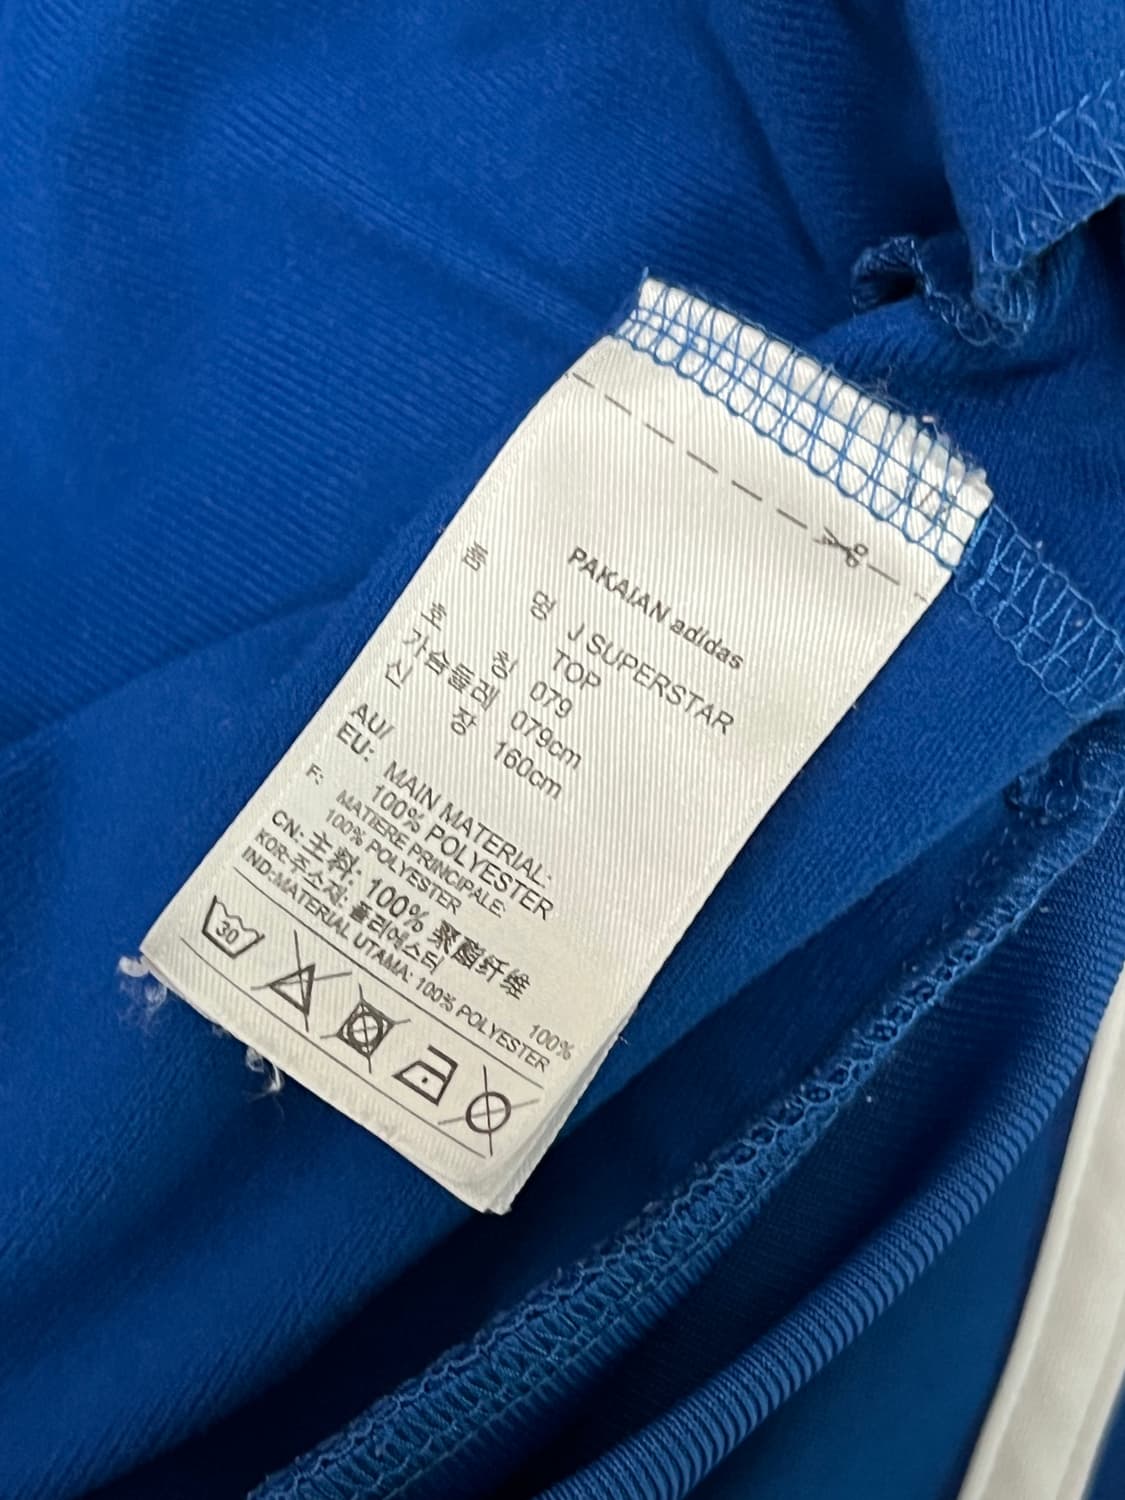 PAKAIAN adidas
품 명 J SUPERSTAR
TOP
호 칭 079
가슴둘레 079cm
신 장 160cm
AU/
EU: MAIN MATERIAL:
100% POLYESTER
F: MATIERE PRINCIPALE:
100% POLYESTER
CN: 主料: 100% 聚酯纤维
KOR:주소재: 폴리에스터 100%
IND:MATERIAL UTAMA: 100% POLYESTER
30